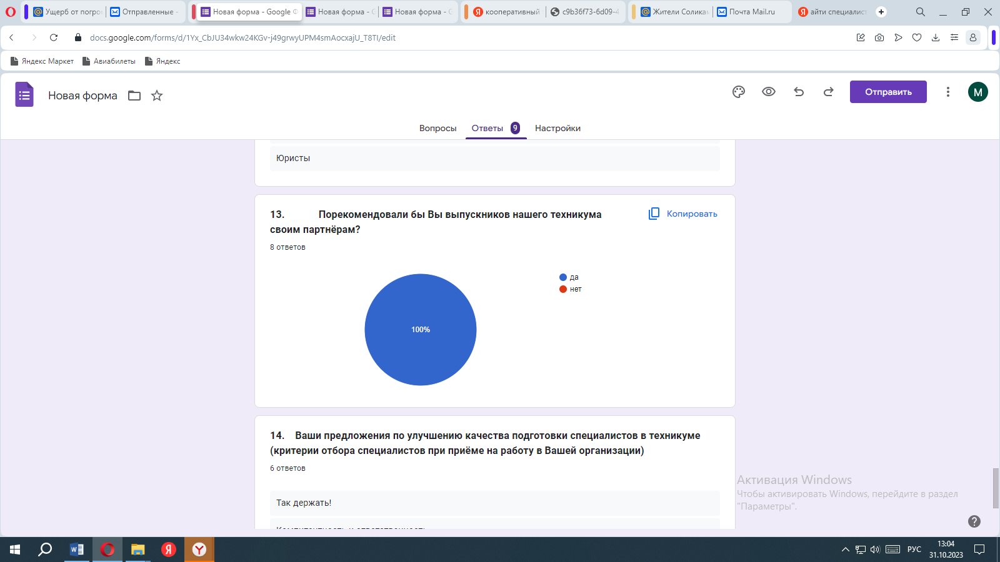 Ущерб от погро
Отправленные -
Новая форма - Google Ф
Новая форма - G
Новая форма - G
кооперативный
c9b36f73-6d09-4
Жители Соликам
Почта Mail.ru
айти специалист
docs.google.com/forms/d/1Yx_CbJU34wkw24KGv-j49grwyUPM4smAocxajU_T8TI/edit
Яндекс Маркет
Авиабилеты
Яндекс
Новая форма
Отправить
M
Вопросы
Ответы 9
Настройки
Юристы
13. Порекомендовали бы Вы выпускников нашего техникума
своим партнёрам?
Копировать
8 ответов
да
нет
100%
14. Ваши предложения по улучшению качества подготовки специалистов в техникуме
(критерии отбора специалистов при приёме на работу в Вашей организации)
6 ответов
Так держать!
Активация Windows
Чтобы активировать Windows, перейдите в раздел
"Параметры".
РУС
13:04
31.10.2023